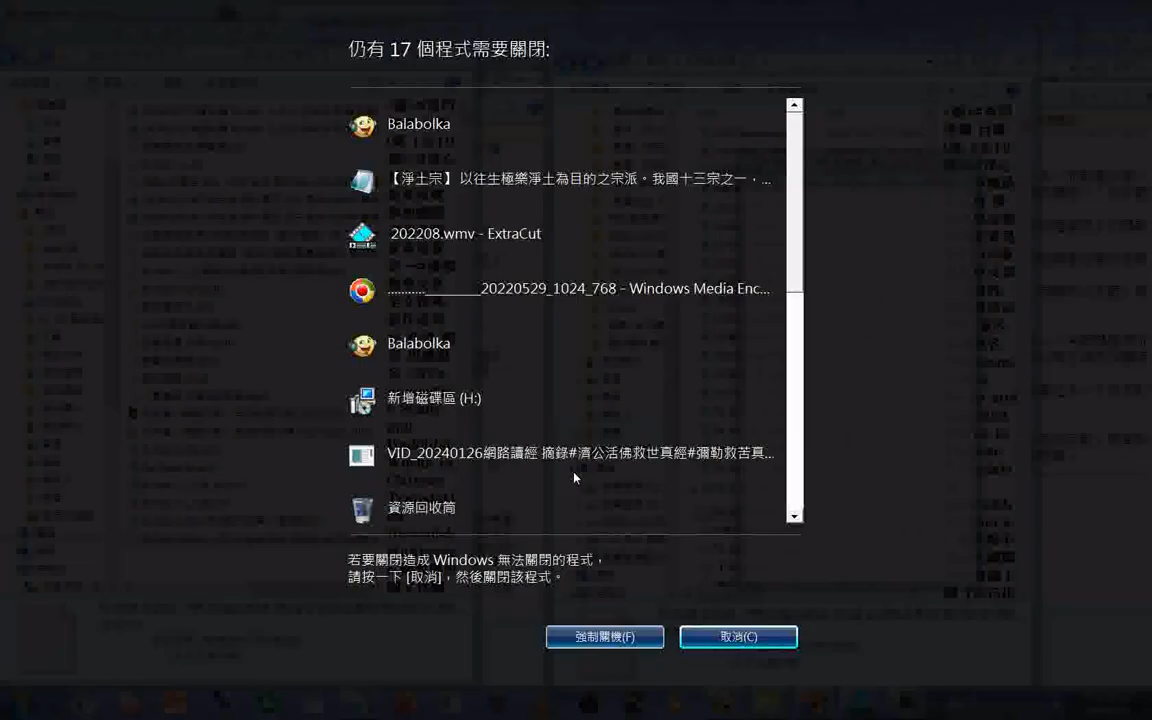 仍有 17 個程式需要關閉:
Balabolka
【淨土宗】 以往生極樂淨土為目的之宗派。我國十三宗之一，...
202208.wmv - ExtraCut
..........________20220529_1024_768 - Windows Media Enc...
Balabolka
新增磁碟區 (H:)
VID_20240126網路讀經 摘錄#濟公活佛救世真經#彌勒救苦真...
資源回收筒
若要關閉造成 Windows 無法關閉的程式，
請按一下 [取消]，然後關閉該程式。
強制關機(F)
取消(C)